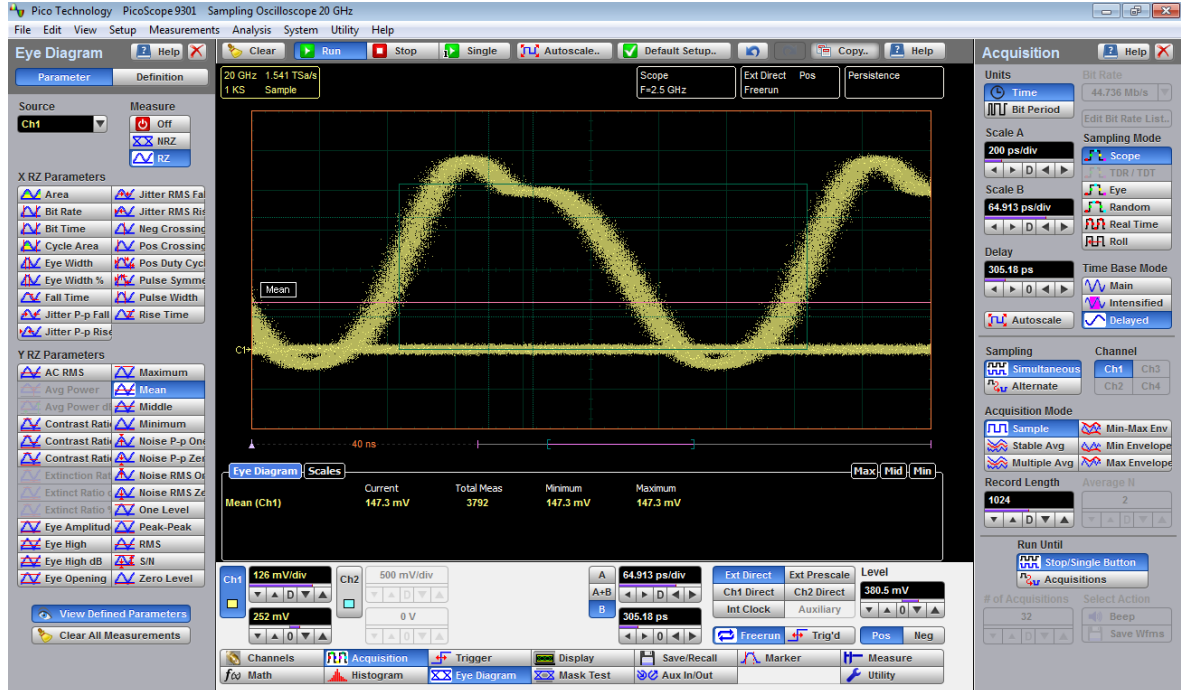 Pico Technology PicoScope 9301 Sampling Oscilloscope 20 GHz
File Edit View Setup Measurements Analysis System Utility Help
Eye Diagram Help
Parameter Definition
Source Measure
Ch1 Off
NRZ
RZ
X RZ Parameters
Area Jitter RMS Fal
Bit Rate Jitter RMS Ris
Bit Time Neg Crossing
Cycle Area Pos Crossing
Eye Width Pos Duty Cycl
Eye Width % Pulse Symme
Fall Time Pulse Width
Jitter P-p Fall Rise Time
Jitter P-p Rise
Y RZ Parameters
AC RMS Maximum
Avg Power Mean
Avg Power dB Middle
Contrast Rati Minimum
Contrast Rati Noise P-p One
Contrast Rati Noise P-p Zer
Extinction Rat Noise RMS On
Extinct Ratio d Noise RMS Ze
Extinct Ratio % One Level
Eye Amplitud Peak-Peak
Eye High RMS
Eye High dB S/N
Eye Opening Zero Level
View Defined Parameters
Clear All Measurements
Clear Run Stop Single Autoscale.. Default Setup.. Copy.. Help
20 GHz 1.541 TSa/s
1 KS Sample
Scope
F=2.5 GHz
Ext Direct Pos
Freerun
Persistence
Mean
C1
40 ns
Eye Diagram Scales Max Mid Min
Current Total Meas Minimum Maximum
Mean (Ch1) 147.3 mV 3792 147.3 mV 147.3 mV
Ch1 126 mV/div Ch2 500 mV/div
D D
252 mV 0 V
0 0
A 64.913 ps/div
A+B D
B 305.18 ps
0
Ext Direct Ext Prescale Level
Ch1 Direct Ch2 Direct 380.5 mV
Int Clock Auxiliary 0
Freerun Trig'd Pos Neg
Channels Acquisition Trigger Display Save/Recall Marker Measure
f(x) Math Histogram Eye Diagram Mask Test Aux In/Out Utility
Acquisition Help
Units Bit Rate
Time 44.736 Mb/s
Bit Period Edit Bit Rate List..
Scale A Sampling Mode
200 ps/div Scope
D TDR / TDT
Scale B Eye
64.913 ps/div Random
D Real Time
Roll
Delay
305.18 ps Time Base Mode
0 Main
Intensified
Autoscale Delayed
Sampling Channel
Simultaneous Ch1 Ch3
Alternate Ch2 Ch4
Acquisition Mode
Sample Min-Max Env
Stable Avg Min Envelope
Multiple Avg Max Envelope
Record Length Average N
1024 2
D D
Run Until
Stop/Single Button
Acquisitions
# of Acquisitions Select Action
32 Beep
D Save Wfms